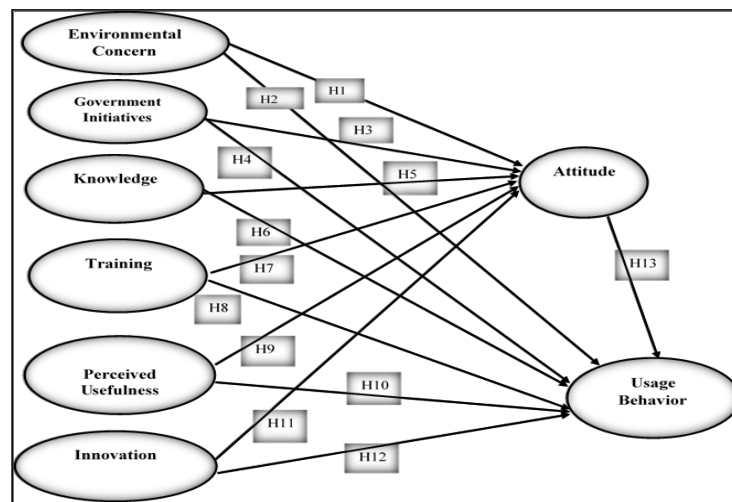 Environmental
Concern
H1
H2
Government
Initiatives
H3
H4
Knowledge
H5
Attitude
H6
Training
H7
H13
H8
H9
Perceived
Usefulness
H10
Usage
Behavior
H11
Innovation
H12